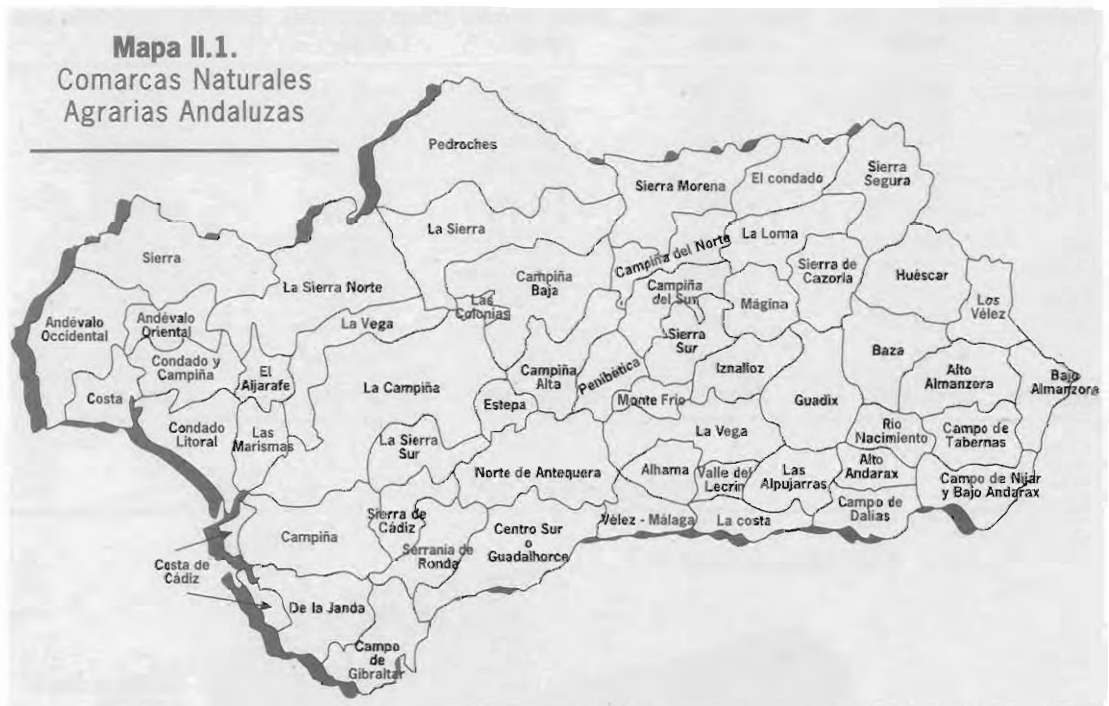 Mapa II.1.
Comarcas Naturales
Agrarias Andaluzas
Pedroches
Sierra Morena
El condado
Sierra
Segura
La Sierra
Sierra
La Sierra Norte
Campiña del Norte
La Loma
Sierra de
Cazorla
Huéscar
Campiña
Baja
Las
Colonias
Campiña
del Sur
Mágina
Los
Vélez
Andévalo
Occidental
Andévalo
Oriental
La Vega
Sierra
Sur
Baza
Condado y
Campiña
El
Aljarafe
La Campiña
Campiña
Alta
Penibética
Iznalloz
Alto
Almanzora
Bajo
Almanzora
Costa
Estepa
Monte Frio
Guadix
Condado
Litoral
Las
Marismas
La Sierra
Sur
La Vega
Río
Nacimiento
Campo de
Tabernas
Norte de Antequera
Alhama
Valle del
Lecrin
Las
Alpujarras
Alto
Andarax
Campo de Nijar
y Bajo Andarax
Campiña
Sierra de
Cádiz
Serranía de
Ronda
Centro Sur
o
Guadalhorce
Vélez - Málaga
La costa
Campo de
Dalías
Costa de
Cádiz
De la Janda
Campo
de
Gibraltar